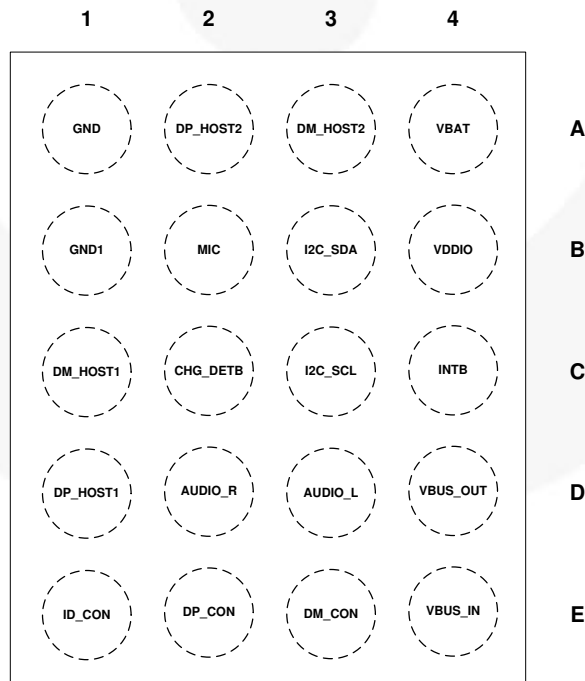 1 2 3 4
GND DP_HOST2 DM_HOST2 VBAT A
GND1 MIC I2C_SDA VDDIO B
DM_HOST1 CHG_DETB I2C_SCL INTB C
DP_HOST1 AUDIO_R AUDIO_L VBUS_OUT D
ID_CON DP_CON DM_CON VBUS_IN E